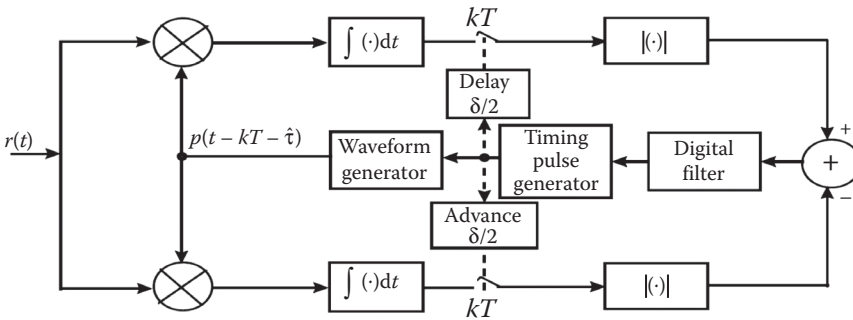 kT
∫ (·)dt
|(·)|
Delay
δ/2
+
r(t)
p(t – kT – τ̂)
Waveform
generator
Timing
pulse
generator
Digital
filter
+
–
Advance
δ/2
∫ (·)dt
|(·)|
kT